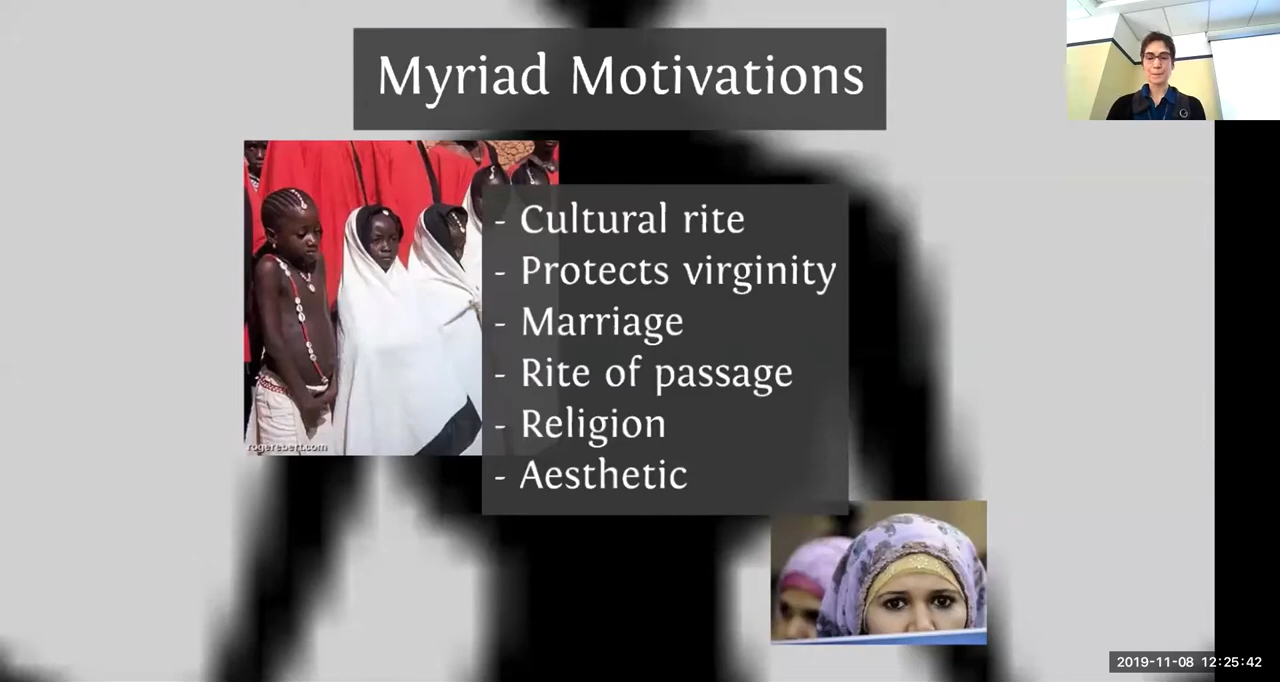 Myriad Motivations
- Cultural rite
- Protects virginity
- Marriage
- Rite of passage
- Religion
- Aesthetic
rogerebert.com
2019-11-08 12:25:42